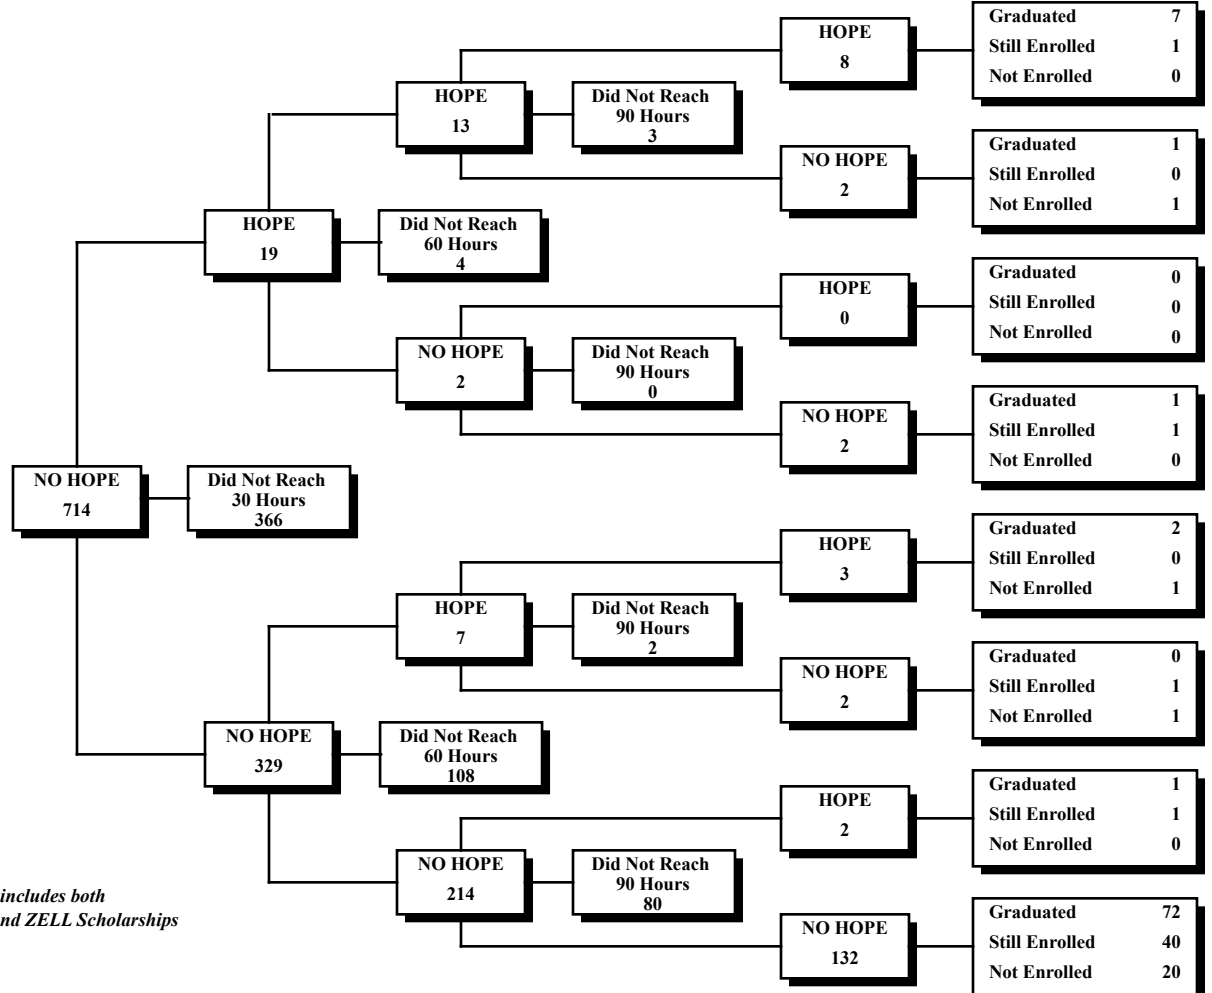 HOPE
8
Graduated 7
Still Enrolled 1
Not Enrolled 0
HOPE
13
Did Not Reach
90 Hours
3
NO HOPE
2
Graduated 1
Still Enrolled 0
Not Enrolled 1
HOPE
19
Did Not Reach
60 Hours
4
HOPE
0
Graduated 0
Still Enrolled 0
Not Enrolled 0
NO HOPE
2
Did Not Reach
90 Hours
0
NO HOPE
2
Graduated 1
Still Enrolled 1
Not Enrolled 0
NO HOPE
714
Did Not Reach
30 Hours
366
HOPE
3
Graduated 2
Still Enrolled 0
Not Enrolled 1
HOPE
7
Did Not Reach
90 Hours
2
NO HOPE
2
Graduated 0
Still Enrolled 1
Not Enrolled 1
NO HOPE
329
Did Not Reach
60 Hours
108
HOPE
2
Graduated 1
Still Enrolled 1
Not Enrolled 0
NO HOPE
214
Did Not Reach
90 Hours
80
NO HOPE
132
Graduated 72
Still Enrolled 40
Not Enrolled 20
includes both
nd ZELL Scholarships